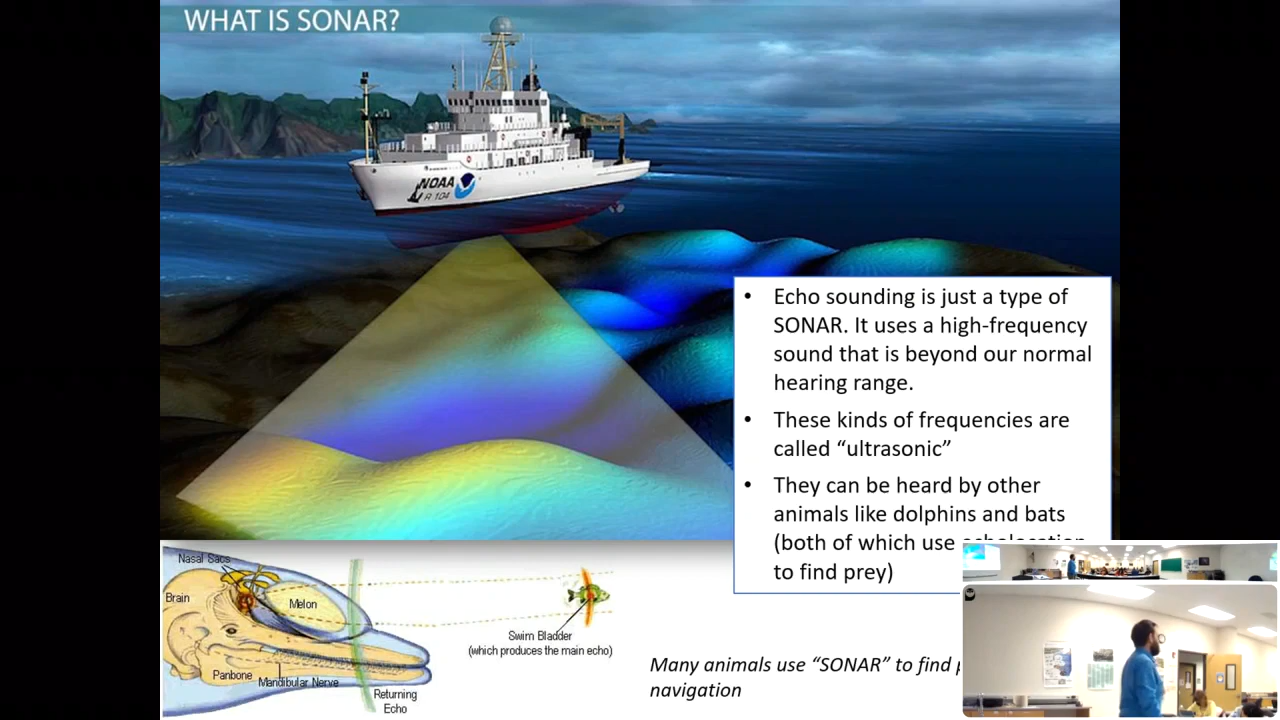 WHAT IS SONAR?
NOAA
R 104
• Echo sounding is just a type of
SONAR. It uses a high-frequency
sound that is beyond our normal
hearing range.
• These kinds of frequencies are
called “ultrasonic”
• They can be heard by other
animals like dolphins and bats
(both of which use echolocation
to find prey)
Nasal Sacs
Brain
Melon
Panbone
Mandibular Nerve
Returning
Echo
Swim Bladder
(which produces the main echo)
Many animals use “SONAR” to find
navigation